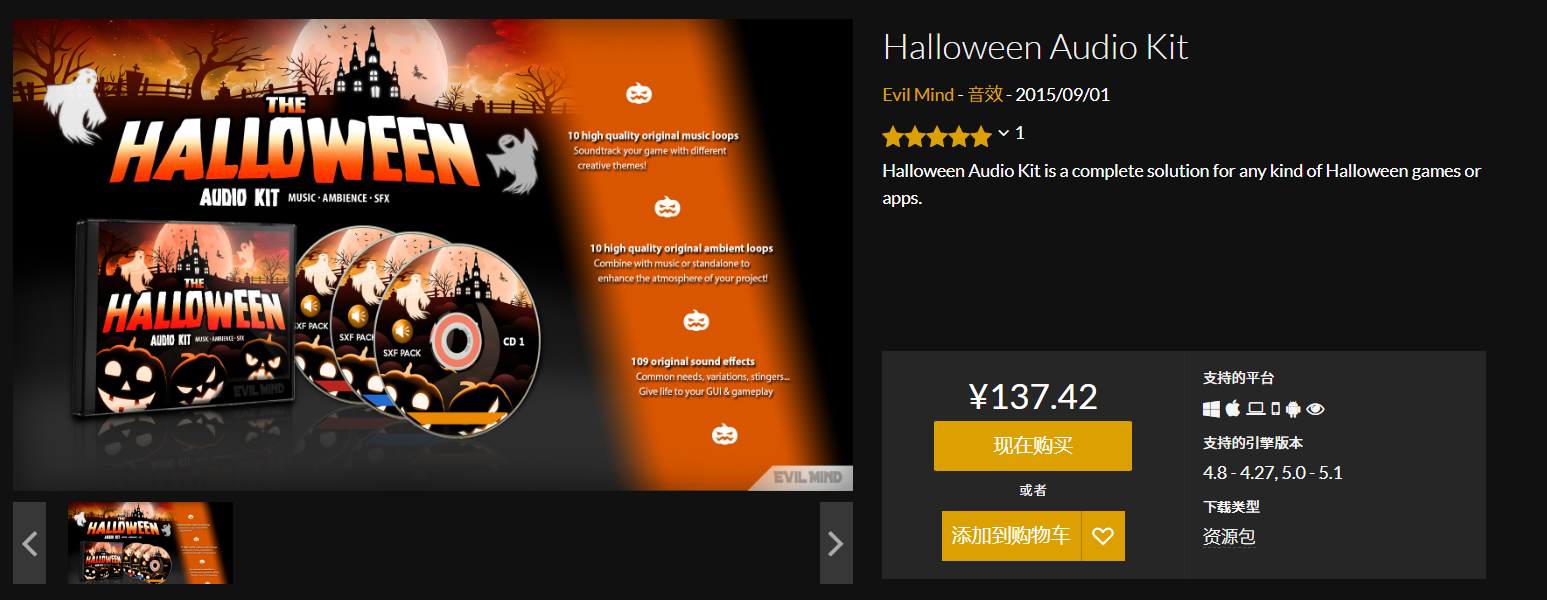 THE
HALLOWEEN
AUDIO KIT MUSIC · AMBIENCE · SFX
10 high quality original music loops
Soundtrack your game with different
creative themes!
10 high quality original ambient loops
Combine with music or standalone to
enhance the atmosphere of your project!
109 original sound effects
Common needs, variations, stingers...
Give life to your GUI & gameplay
THE
HALLOWEEN
AUDIO KIT MUSIC · AMBIENCE · SFX
EVIL MIND
SXF PACK
SXF PACK
SXF PACK
CD 1
EVIL MIND
Halloween Audio Kit
Evil Mind - 音效 - 2015/09/01
1
Halloween Audio Kit is a complete solution for any kind of Halloween games or
apps.
¥137.42
现在购买
或者
添加到购物车
支持的平台
支持的引擎版本
4.8 - 4.27, 5.0 - 5.1
下载类型
资源包
THE
HALLOWEEN
AUDIO KIT